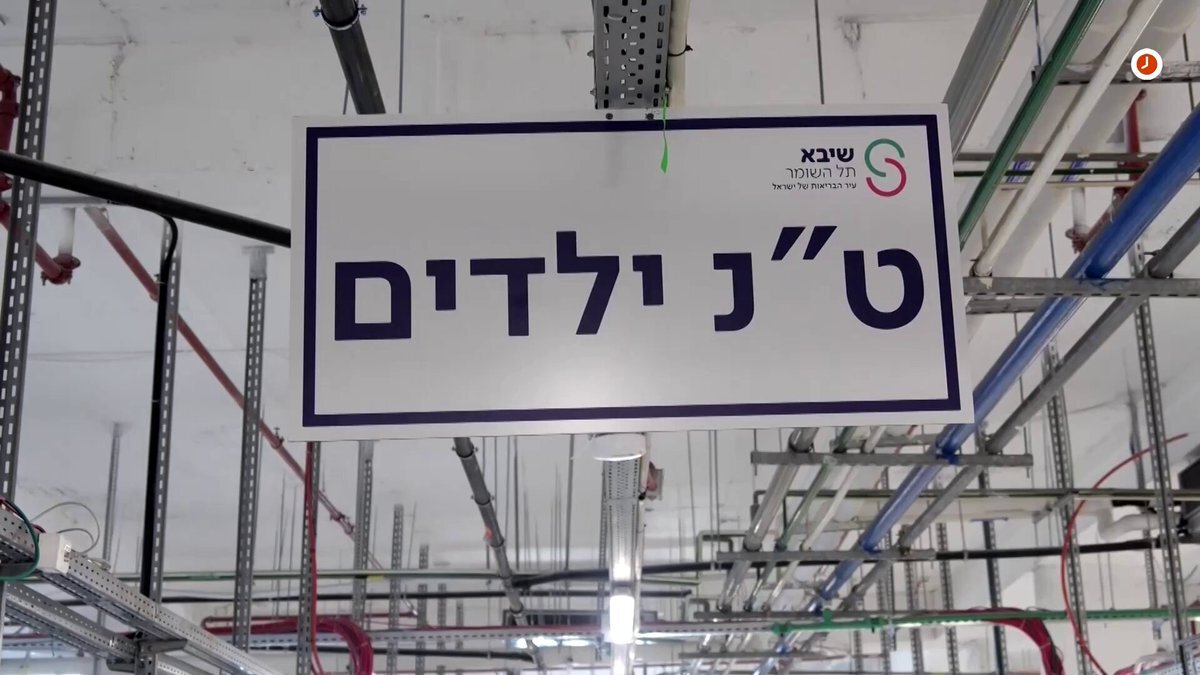 שיבא
תל השומר
עיר הבריאות של ישראל
ט״נ ילדים